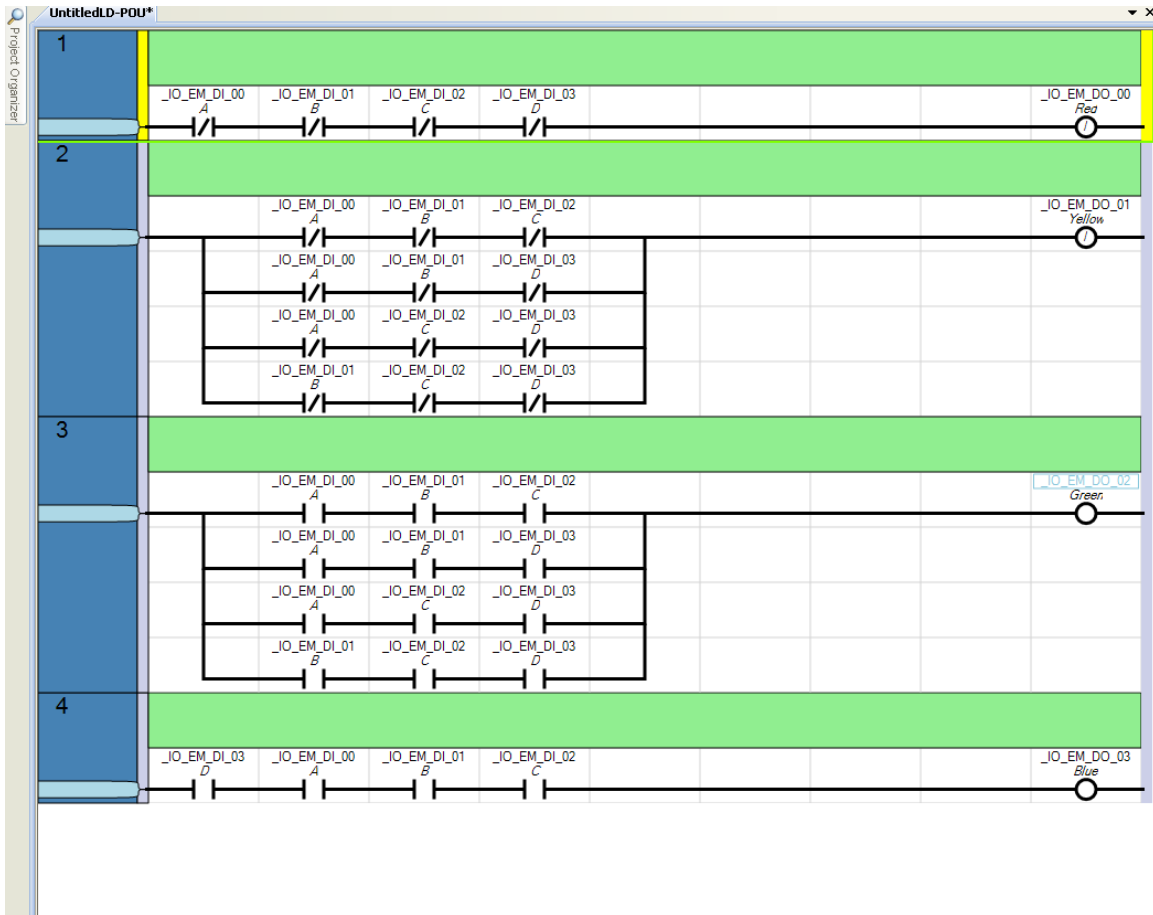 UntitledLD-POU*
Project Organizer
1
_IO_EM_DI_00 _IO_EM_DI_01 _IO_EM_DI_02 _IO_EM_DI_03 _IO_EM_DO_00
A B C D Red
2
_IO_EM_DI_00 _IO_EM_DI_01 _IO_EM_DI_02 _IO_EM_DO_01
A B C Yellow
_IO_EM_DI_00 _IO_EM_DI_01 _IO_EM_DI_03
A B D
_IO_EM_DI_00 _IO_EM_DI_02 _IO_EM_DI_03
A C D
_IO_EM_DI_01 _IO_EM_DI_02 _IO_EM_DI_03
B C D
3
_IO_EM_DI_00 _IO_EM_DI_01 _IO_EM_DI_02 _IO_EM_DO_02
A B C Green
_IO_EM_DI_00 _IO_EM_DI_01 _IO_EM_DI_03
A B D
_IO_EM_DI_00 _IO_EM_DI_02 _IO_EM_DI_03
A C D
_IO_EM_DI_01 _IO_EM_DI_02 _IO_EM_DI_03
B C D
4
_IO_EM_DI_03 _IO_EM_DI_00 _IO_EM_DI_01 _IO_EM_DI_02 _IO_EM_DO_03
D A B C Blue